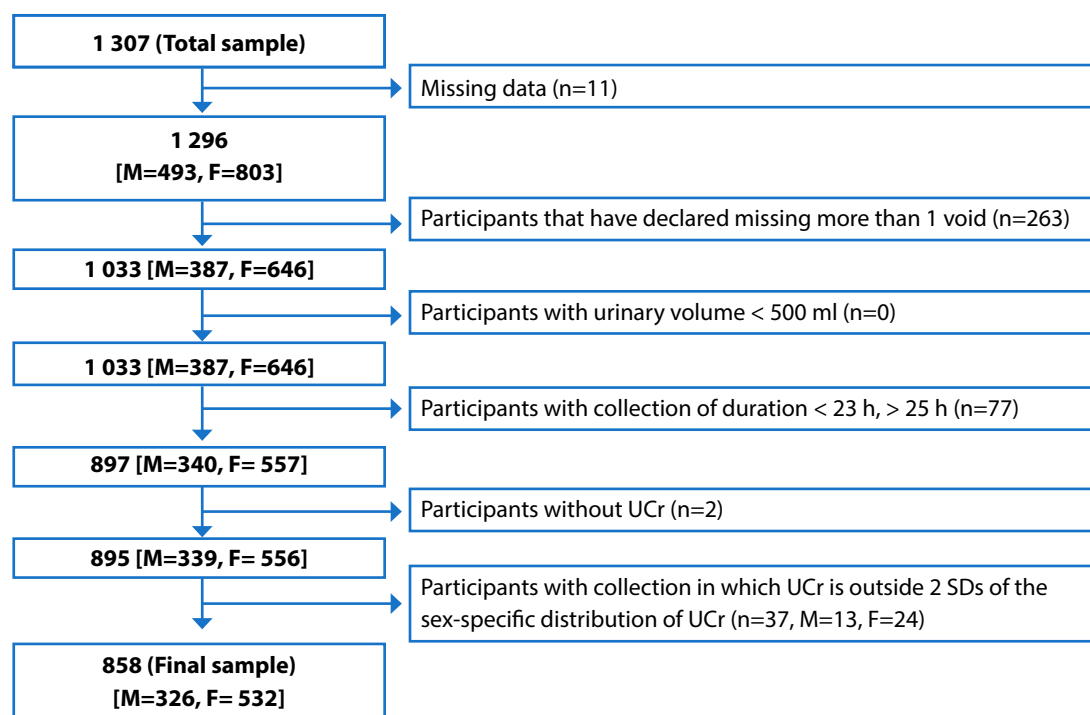 1 307 (Total sample)
Missing data (n=11)
1 296
[M=493, F=803]
Participants that have declared missing more than 1 void (n=263)
1 033 [M=387, F=646]
Participants with urinary volume < 500 ml (n=0)
1 033 [M=387, F=646]
Participants with collection of duration < 23 h, > 25 h (n=77)
897 [M=340, F= 557]
Participants without UCr (n=2)
895 [M=339, F= 556]
Participants with collection in which UCr is outside 2 SDs of the
sex-specific distribution of UCr (n=37, M=13, F=24)
858 (Final sample)
[M=326, F= 532]